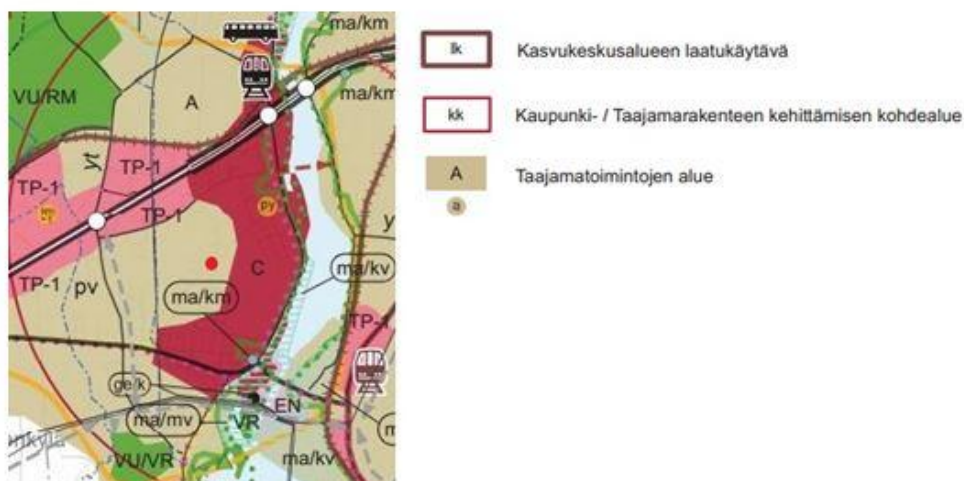 ma/km
VU/RM
A
ma/km
yt
TP-1
TP-1
TP-1
py
TP-1
pv
C
y
ma/kv
ma/km
TP-1
ge/k
EN
ma/mv
VR
VU/VR
ma/kv
lk Kasvukeskusalueen laatukäytävä
kk Kaupunki- / Taajamarakenteen kehittämisen kohdealue
A Taajamatoimintojen alue
a